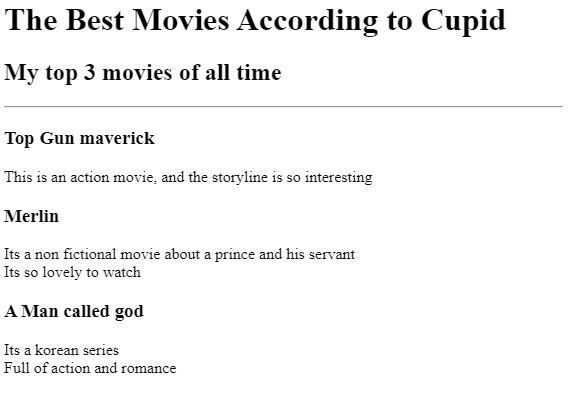 The Best Movies According to Cupid
My top 3 movies of all time
Top Gun maverick
This is an action movie, and the storyline is so interesting
Merlin
Its a non fictional movie about a prince and his servant
Its so lovely to watch
A Man called god
Its a korean series
Full of action and romance